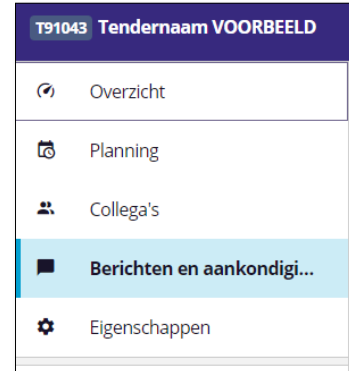 T91043 Tendernaam VOORBEELD
Overzicht
Planning
Collega's
Berichten en aankondigi...
Eigenschappen